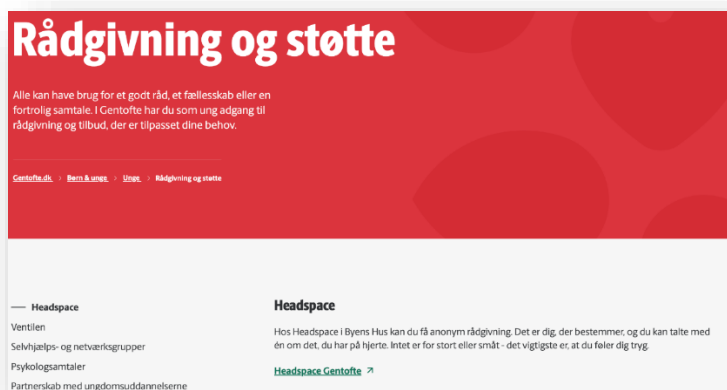 Rådgivning og støtte
Alle kan have brug for et godt råd, et fællesskab eller en
fortrolig samtale. I Gentofte har du som ung adgang til
rådgivning og tilbud, der er tilpasset dine behov.
Gentofte.dk > Børn & unge > Unge > Rådgivning og støtte
— Headspace
Ventilen
Selvhjælps- og netværksgrupper
Psykologsamtaler
Partnerskab med ungdomsuddannelserne
Headspace
Hos Headspace i Byens Hus kan du få anonym rådgivning. Det er dig, der bestemmer, og du kan talte med
én om det, du har på hjerte. Intet er for stort eller småt - det vigtigste er, at du føler dig tryg.
Headspace Gentofte ↗